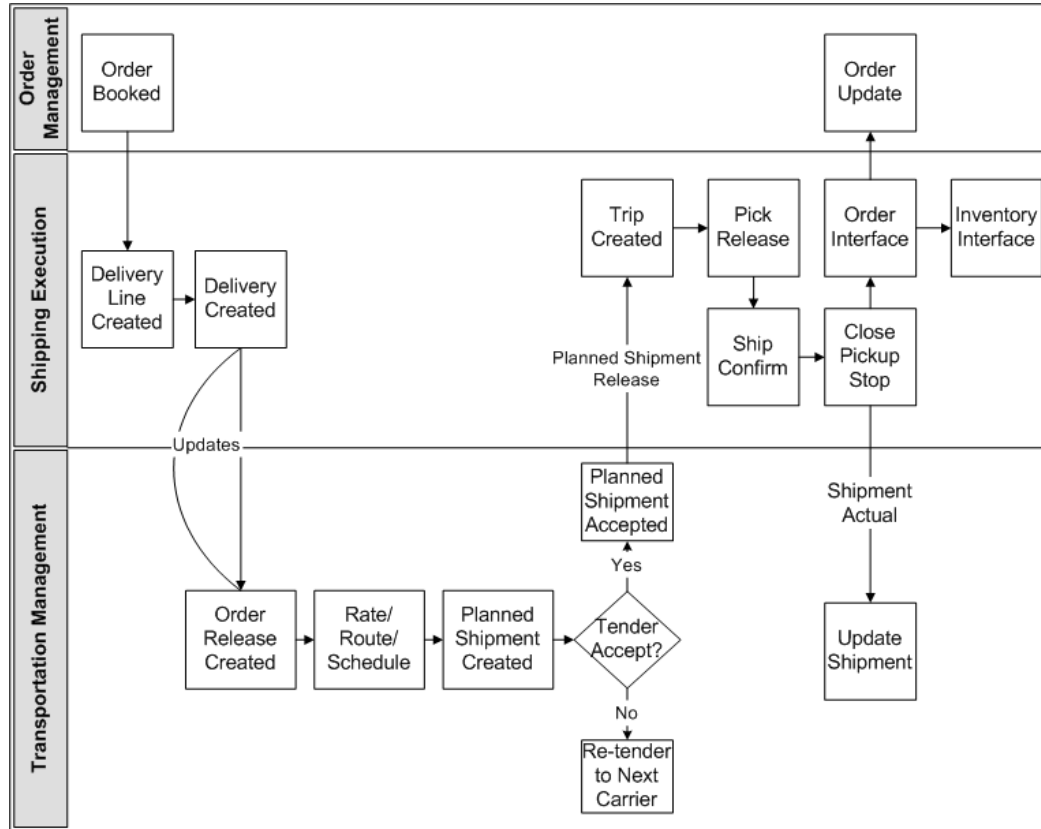 Order
Management
Order
Booked
Order
Update
Shipping Execution
Delivery
Line
Created
Delivery
Created
Trip
Created
Pick
Release
Order
Interface
Inventory
Interface
Ship
Confirm
Close
Pickup
Stop
Planned Shipment
Release
Updates
Transportation Management
Planned
Shipment
Accepted
Shipment
Actual
Yes
Order
Release
Created
Rate/
Route/
Schedule
Planned
Shipment
Created
Tender
Accept?
Update
Shipment
No
Re-tender
to Next
Carrier